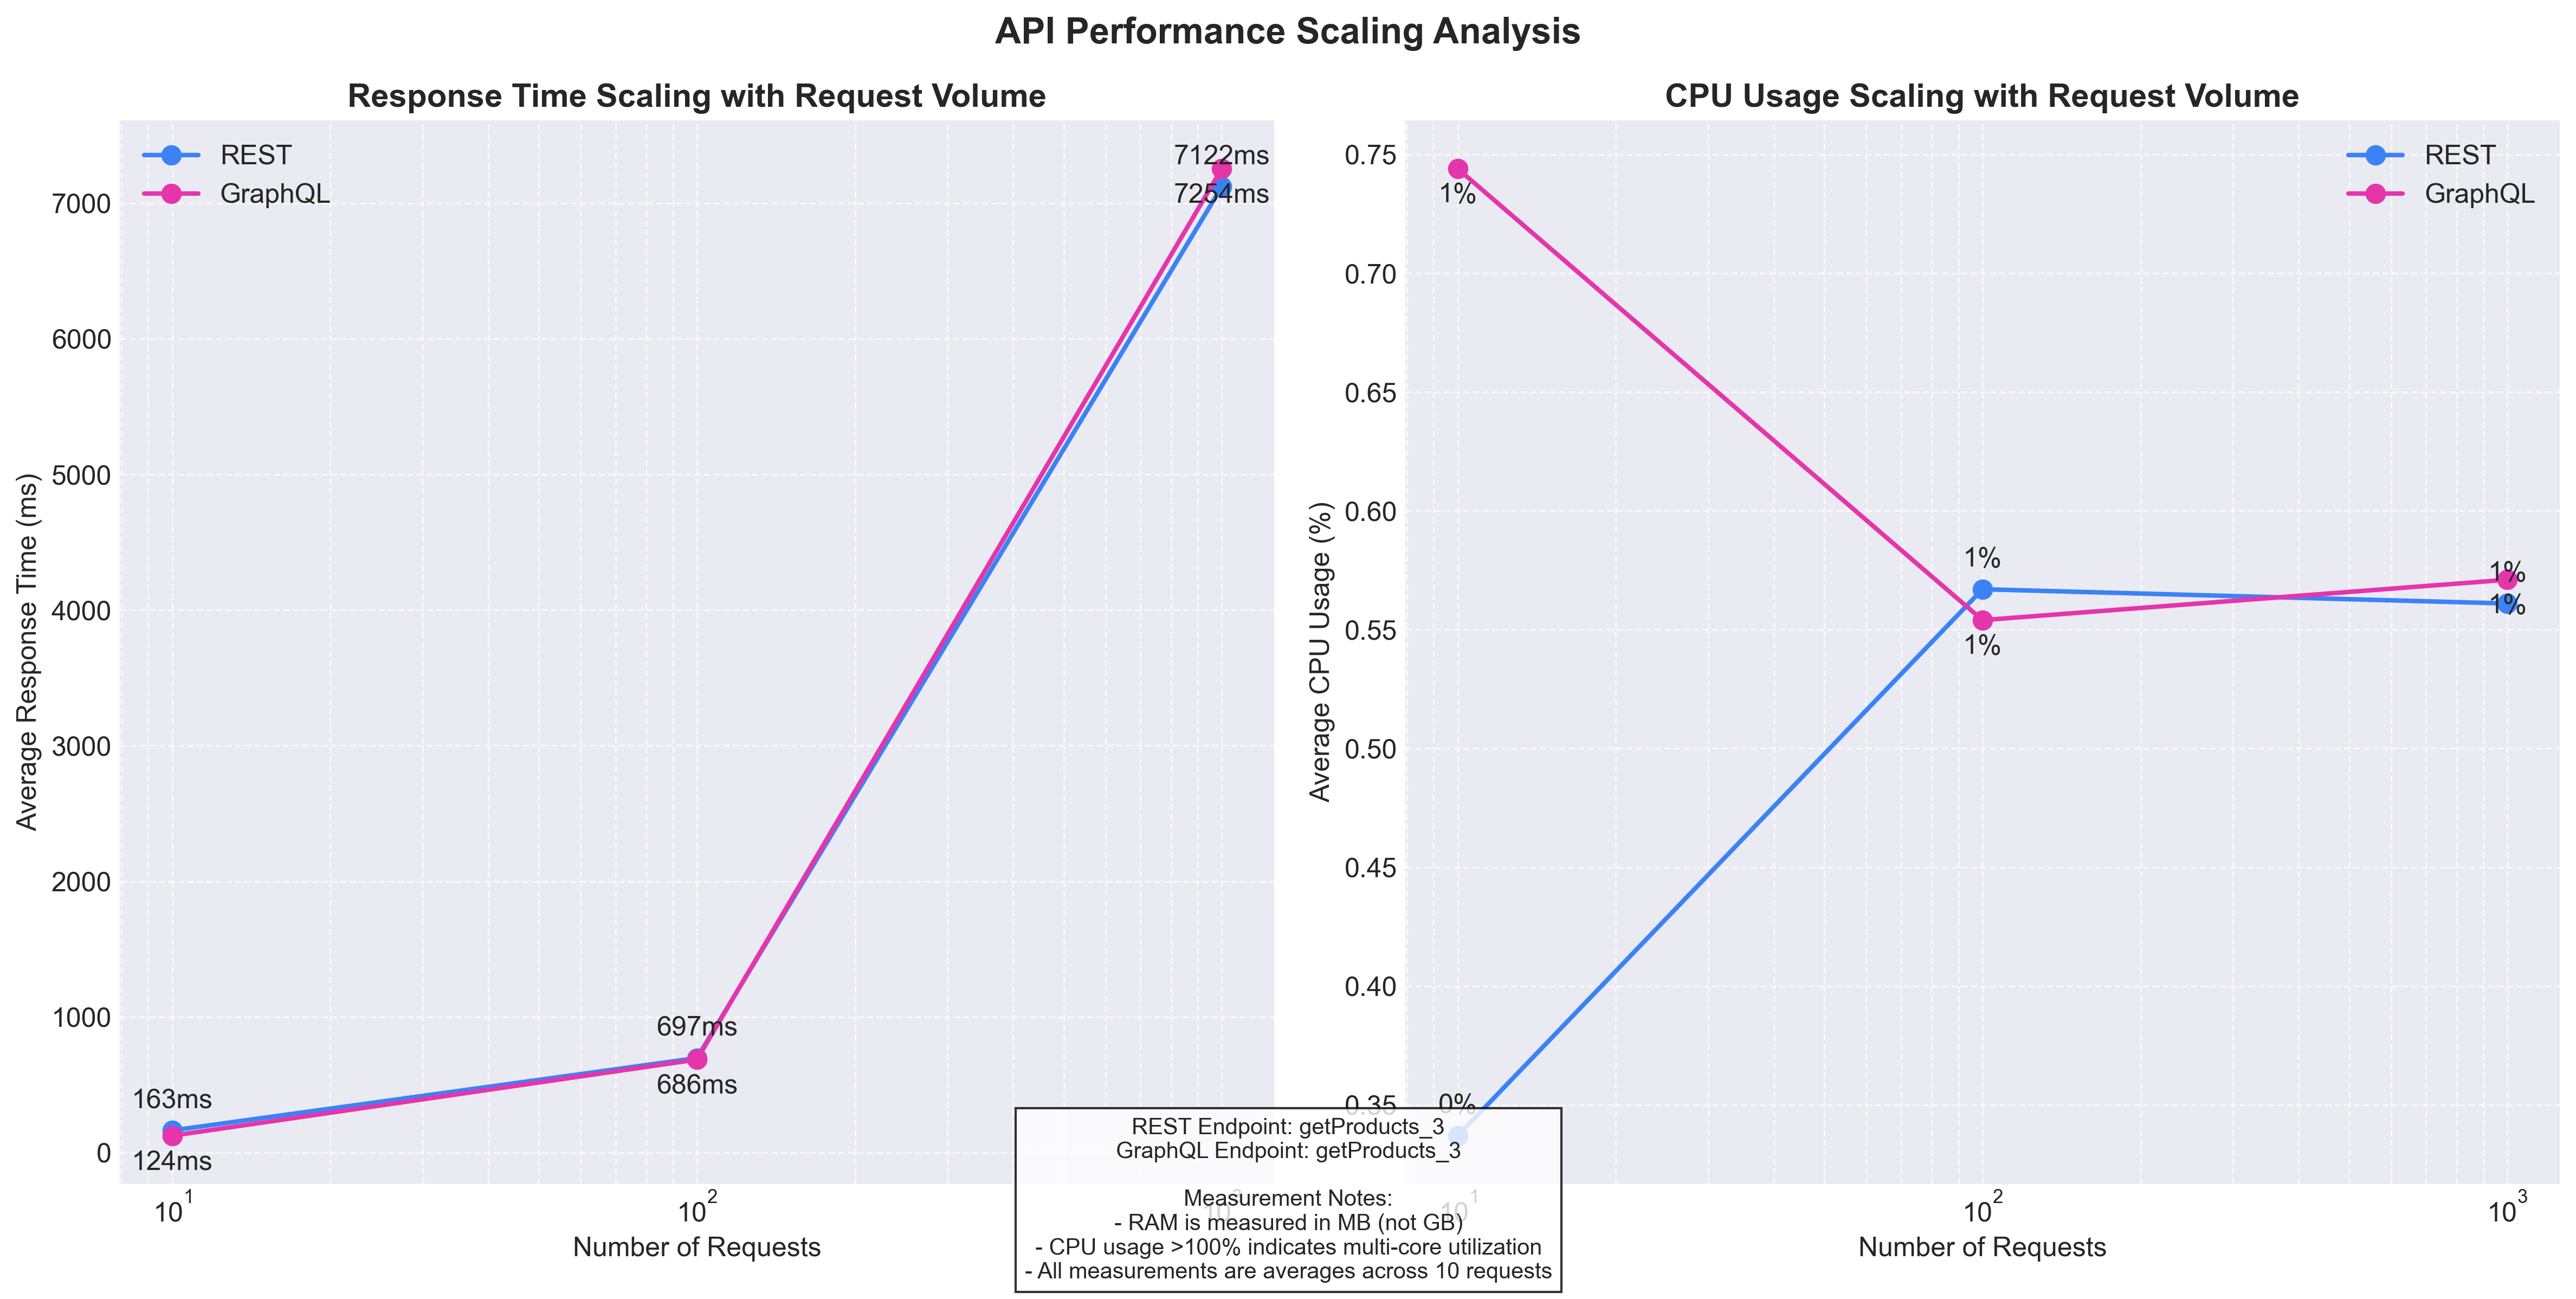 API Performance Scaling Analysis
Response Time Scaling with Request Volume
REST
GraphQL
7122ms
7254ms
697ms
686ms
163ms
124ms
7000
6000
5000
4000
3000
2000
1000
0
Average Response Time (ms)
10^1
10^2
10^3
Number of Requests
CPU Usage Scaling with Request Volume
REST
GraphQL
1%
1%
1%
1%
1%
0%
0.75
0.70
0.65
0.60
0.55
0.50
0.45
0.40
0.35
Average CPU Usage (%)
10^1
10^2
10^3
Number of Requests
REST Endpoint: getProducts_3
GraphQL Endpoint: getProducts_3
Measurement Notes:
- RAM is measured in MB (not GB)
- CPU usage >100% indicates multi-core utilization
- All measurements are averages across 10 requests